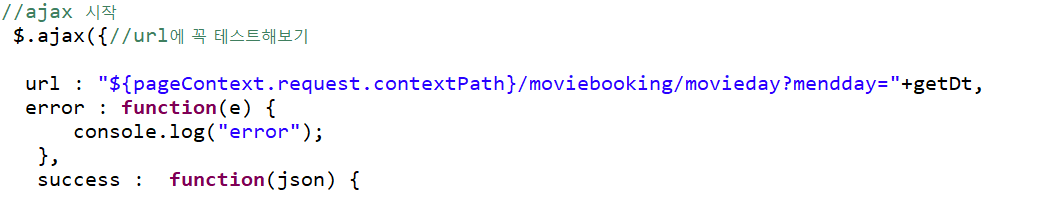 //ajax 시작
$.ajax({//url에 꼭 테스트해보기
url : "${pageContext.request.contextPath}/moviebooking/movieday?mendday="+getDt,
error : function(e) {
console.log("error");
},
success :  function(json) {